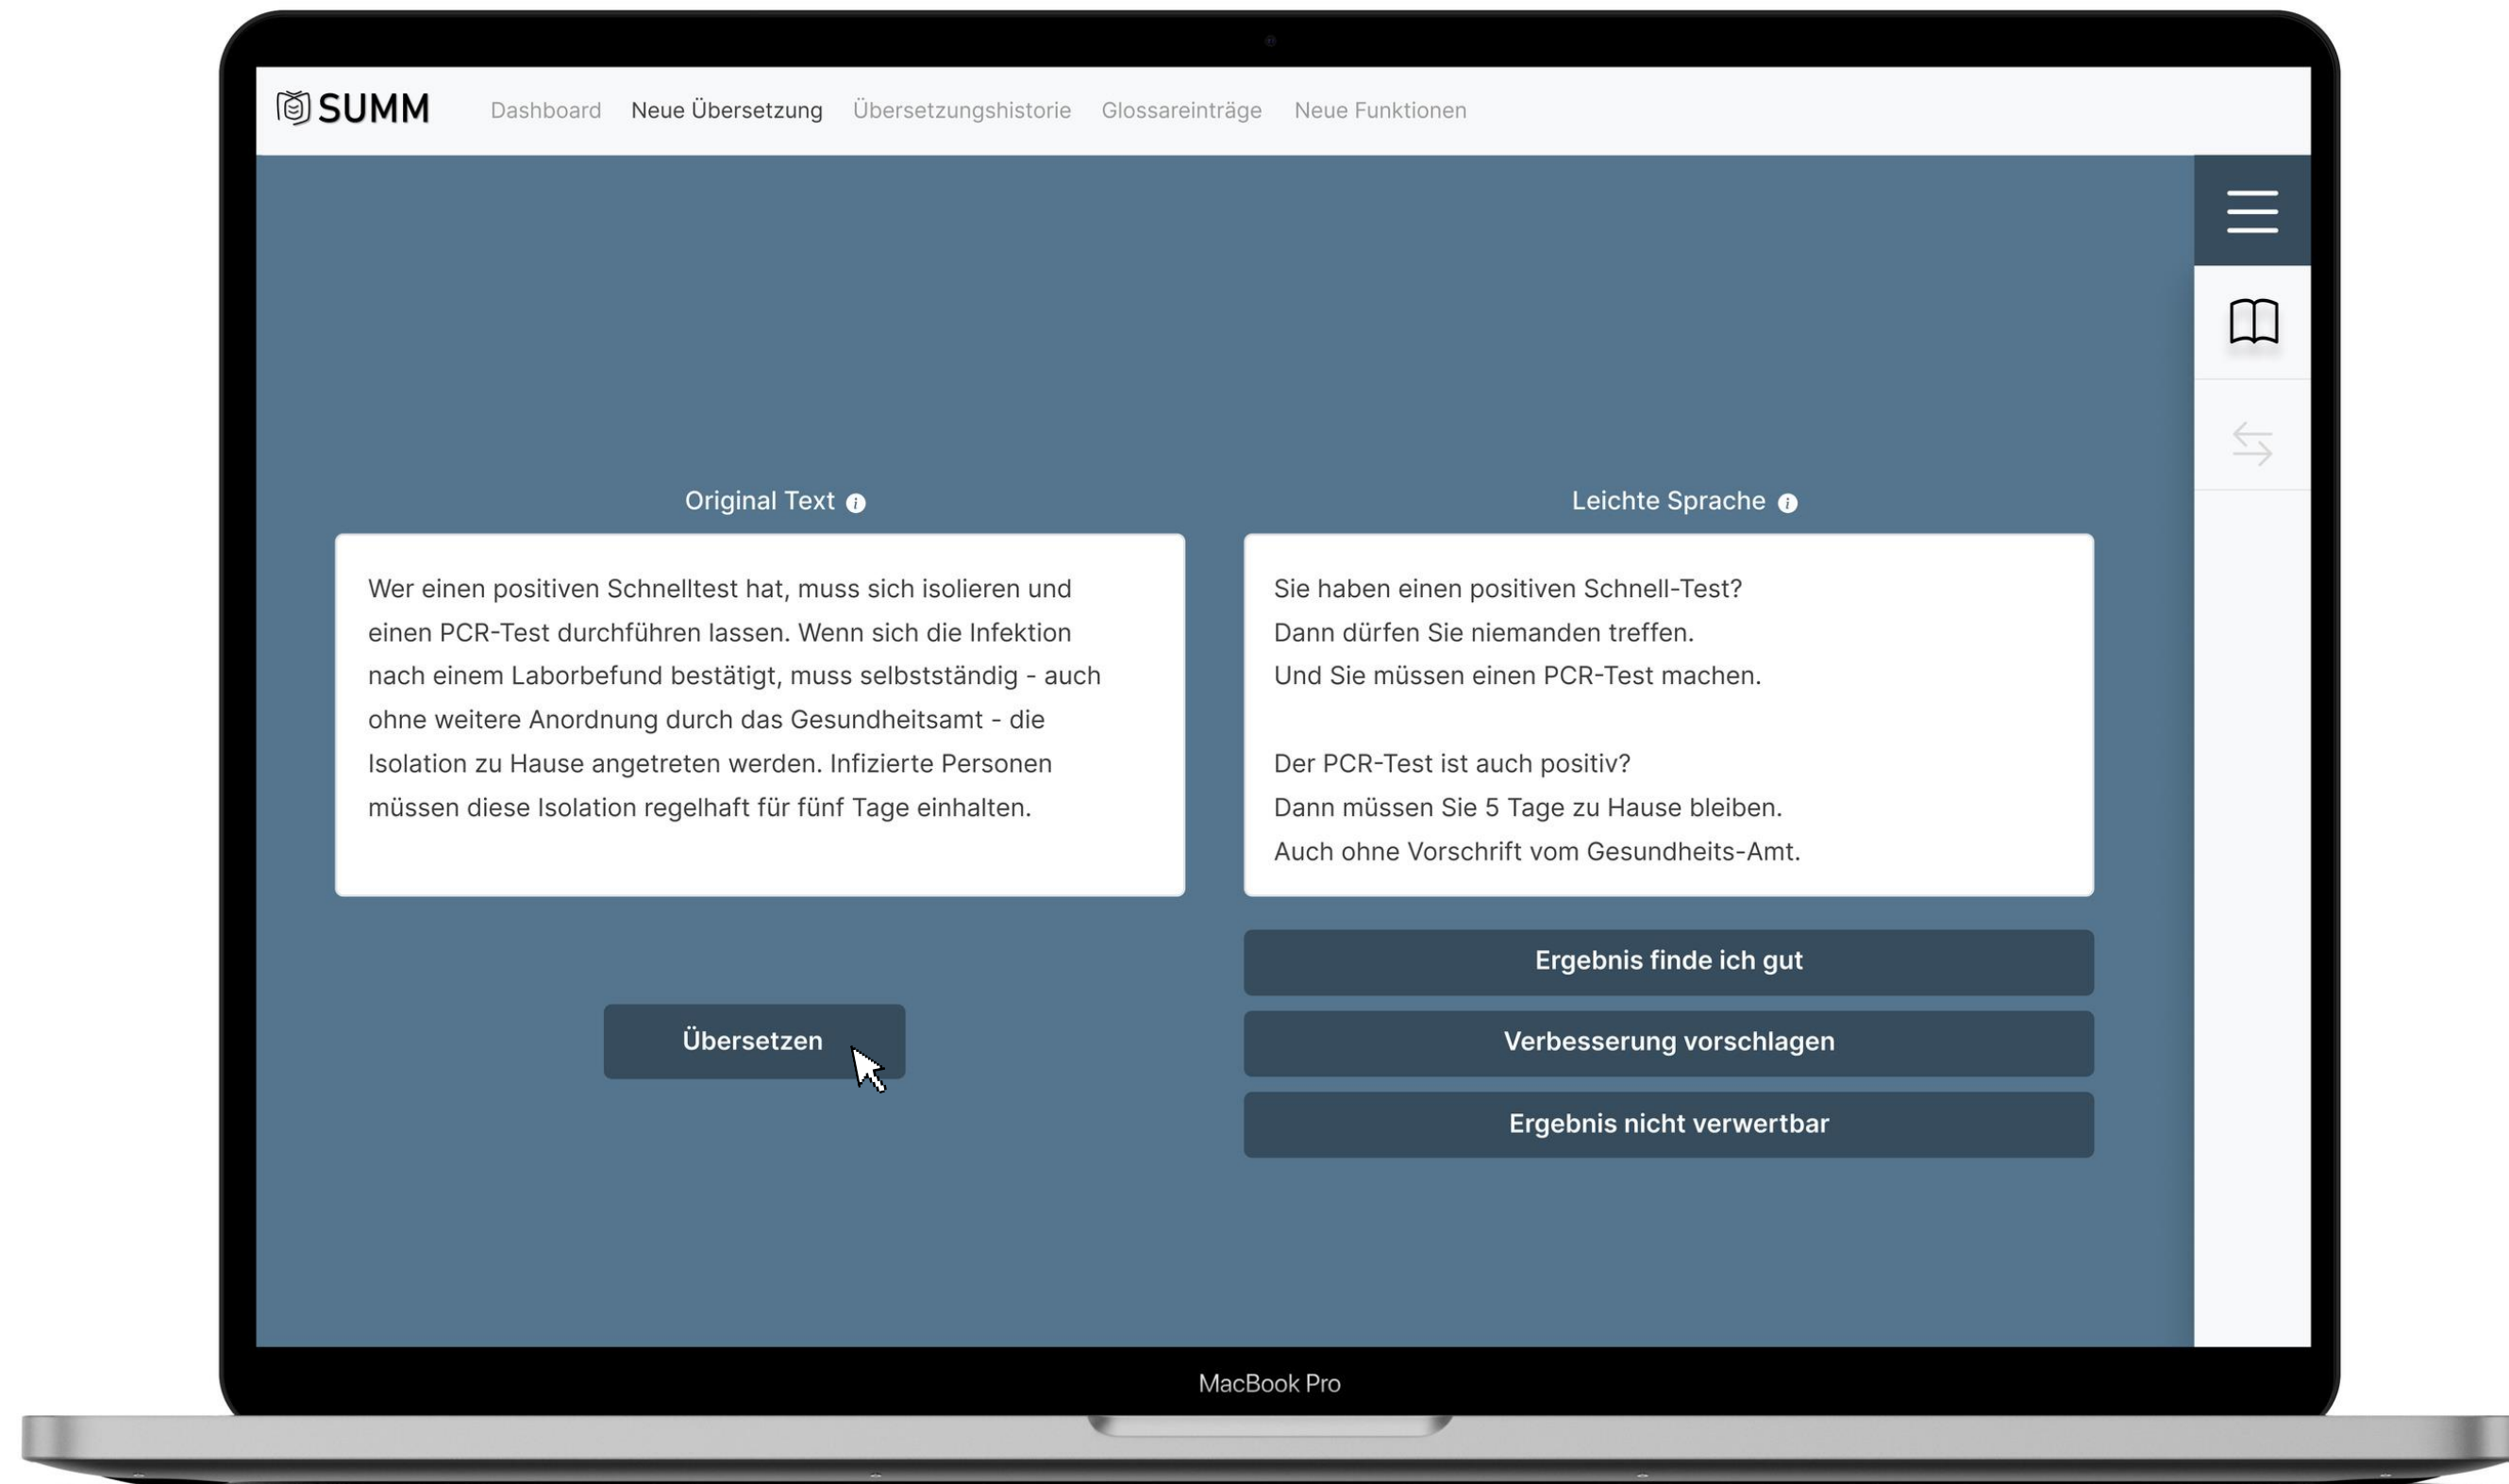 SUMM
Dashboard
Neue Übersetzung
Übersetzungshistorie
Glossareinträge
Neue Funktionen
Original Text
Wer einen positiven Schnelltest hat, muss sich isolieren und
einen PCR-Test durchführen lassen. Wenn sich die Infektion
nach einem Laborbefund bestätigt, muss selbstständig - auch
ohne weitere Anordnung durch das Gesundheitsamt - die
Isolation zu Hause angetreten werden. Infizierte Personen
müssen diese Isolation regelhaft für fünf Tage einhalten.
Übersetzen
Leichte Sprache
Sie haben einen positiven Schnell-Test?
Dann dürfen Sie niemanden treffen.
Und Sie müssen einen PCR-Test machen.
Der PCR-Test ist auch positiv?
Dann müssen Sie 5 Tage zu Hause bleiben.
Auch ohne Vorschrift vom Gesundheits-Amt.
Ergebnis finde ich gut
Verbesserung vorschlagen
Ergebnis nicht verwertbar
MacBook Pro